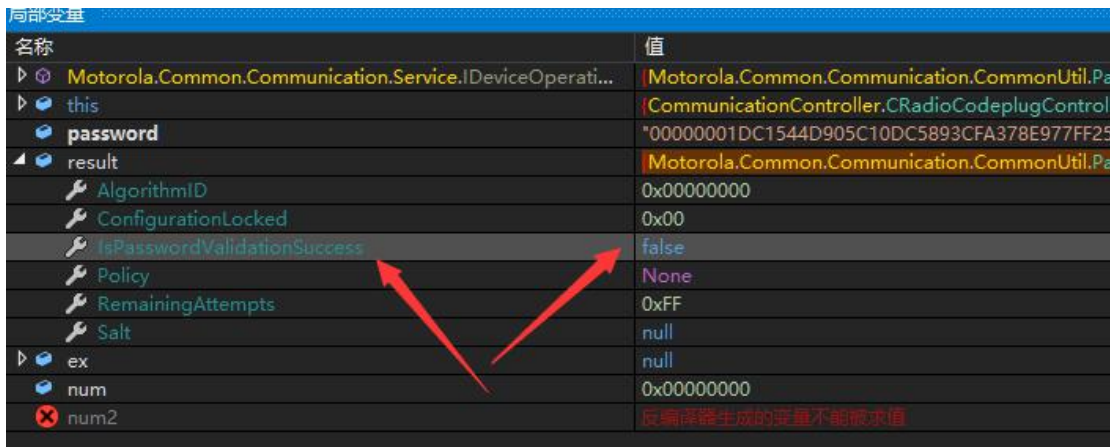 局部变量
名称 值
Motorola.Common.Communication.Service.IDeviceOperati... {Motorola.Common.Communication.CommonUtil.Pa
this {CommunicationController.CRadioCodeplugControl
password "00000001DC1544D905C10DC5893CFA378E977FF25
result {Motorola.Common.Communication.CommonUtil.Pa
AlgorithmID 0x00000000
ConfigurationLocked 0x00
IsPasswordValidationSuccess false
Policy None
RemainingAttempts 0xFF
Salt null
ex null
num 0x00000000
num2 反编译器生成的变量不能被求值